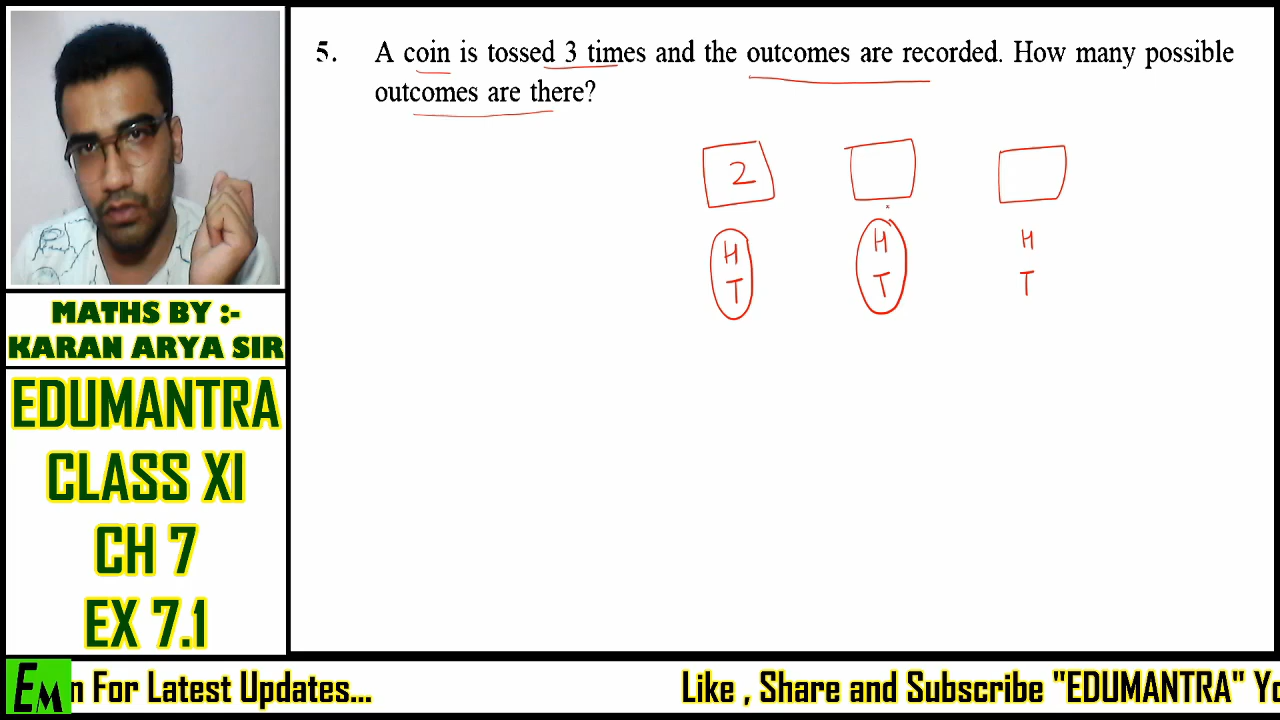 5. A coin is tossed 3 times and the outcomes are recorded. How many possible
outcomes are there?
2
H H H
T T T
MATHS BY :-
KARAN ARYA SIR
EDUMANTRA
CLASS XI
CH 7
EX 7.1
EM n For Latest Updates... Like , Share and Subscribe "EDUMANTRA" Yo